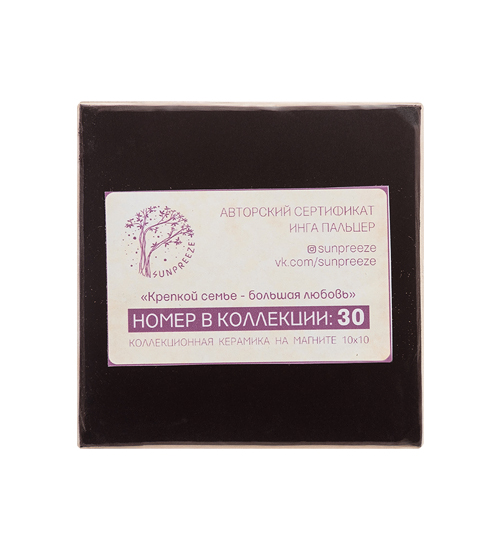 АВТОРСКИЙ СЕРТИФИКАТ
ИНГА ПАЛЬЦЕР
sunpreeze
vk.com/sunpreeze
SUNPREEZE
«Крепкой семье - большая любовь»
НОМЕР В КОЛЛЕКЦИИ: 30
КОЛЛЕКЦИОННАЯ КЕРАМИКА НА МАГНИТЕ 10х10